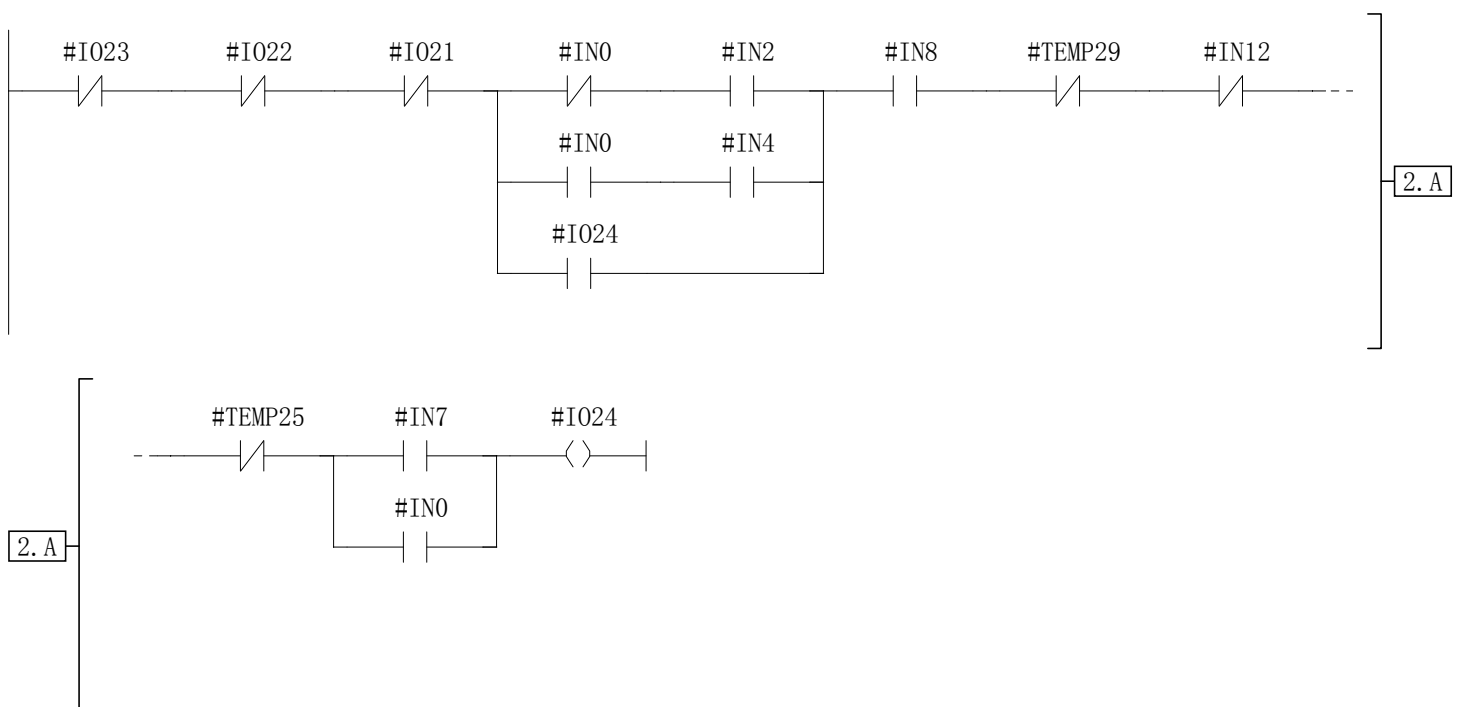 #IO23 #IO22 #IO21 #IN0 #IN2 #IN8 #TEMP29 #IN12
#IN0 #IN4
2.A
#IO24
#TEMP25 #IN7 #IO24
#IN0
2.A